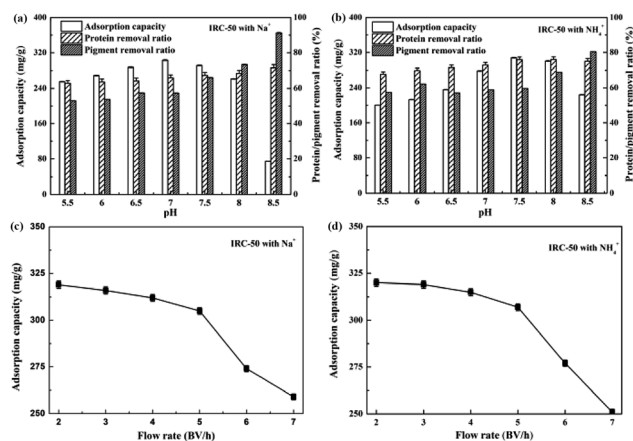 (a)
Adsorption capacity
Protein removal ratio
Pigment removal ratio
IRC-50 with Na⁺
Adsorption capacity (mg/g)
400
320
240
160
80
0
100
80
60
40
20
0
Protein/pigment removal ratio (%)
5.5 6 6.5 7 7.5 8 8.5
pH
(b)
Adsorption capacity
Protein removal ratio
Pigment removal ratio
IRC-50 with NH₄⁺
Adsorption capacity (mg/g)
400
320
240
160
80
0
100
80
60
40
20
0
Protein/pigment removal ratio (%)
5.5 6 6.5 7 7.5 8 8.5
pH
(c)
IRC-50 with Na⁺
Adsorption capacity (mg/g)
350
325
300
275
250
2 3 4 5 6 7
Flow rate (BV/h)
(d)
IRC-50 with NH₄⁺
Adsorption capacity (mg/g)
350
325
300
275
250
2 3 4 5 6 7
Flow rate (BV/h)